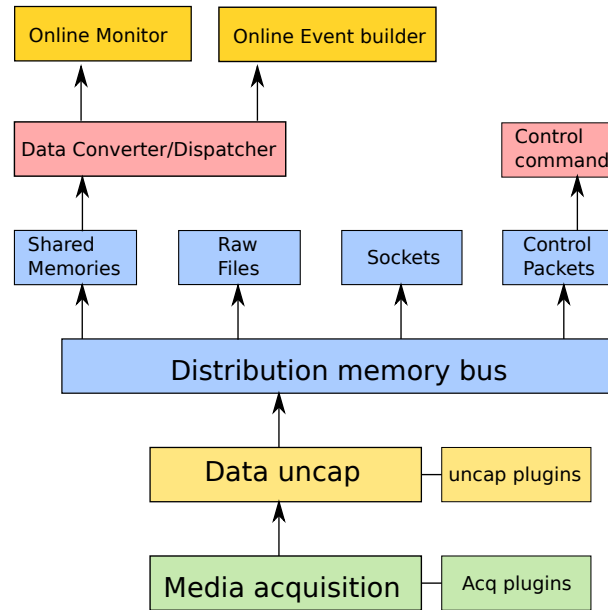 Online Monitor
Online Event builder
Data Converter/Dispatcher
Control
command
Shared
Memories
Raw
Files
Sockets
Control
Packets
Distribution memory bus
Data uncap
uncap plugins
Media acquisition
Acq plugins